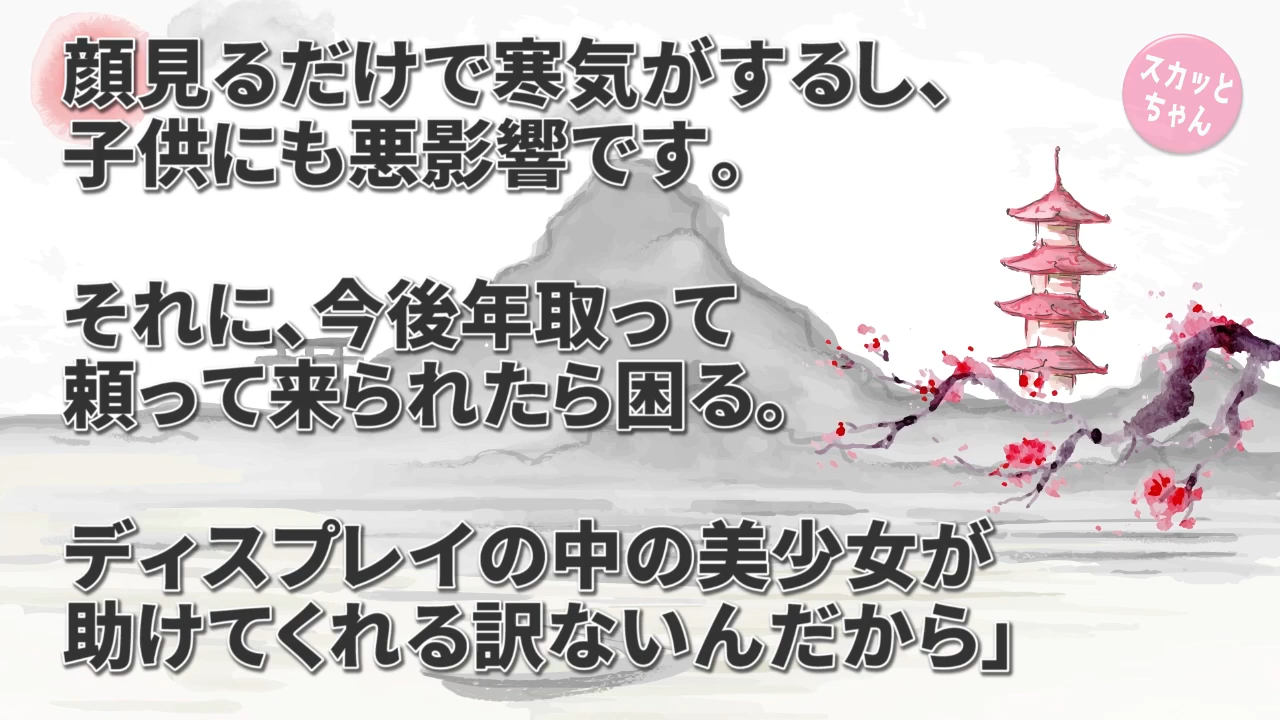 顔見るだけで寒気がするし、
子供にも悪影響です。
それに、今後年取って
頼って来られたら困る。
ディスプレイの中の美少女が
助けてくれる訳ないんだから」
スカッと
ちゃん